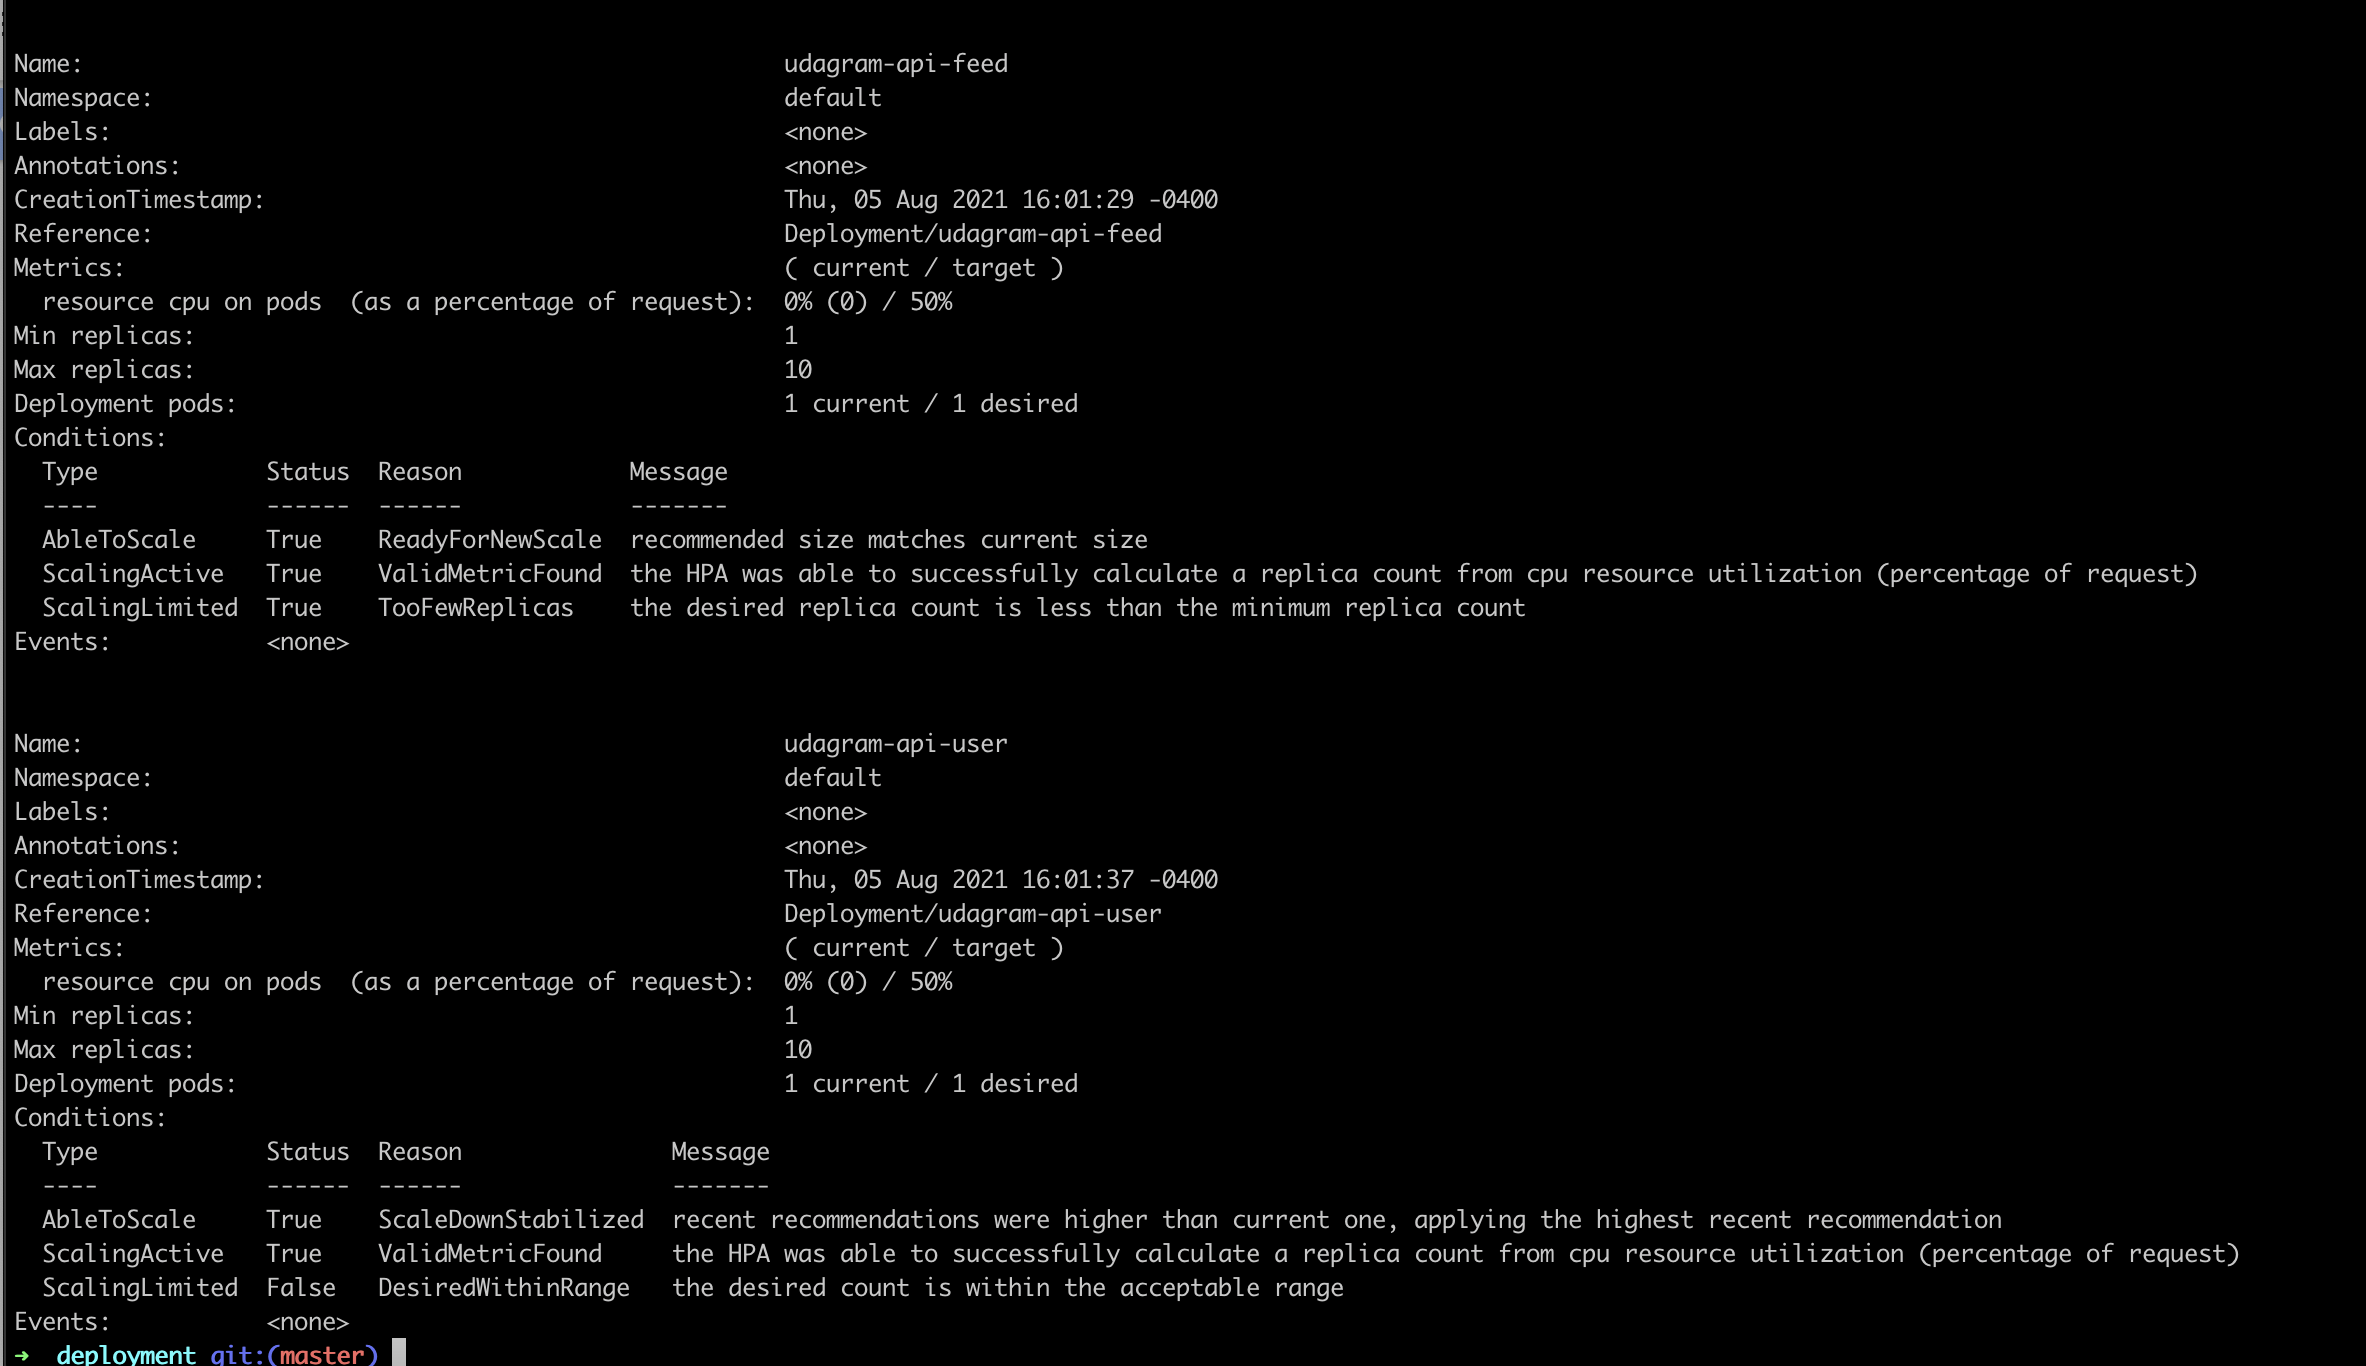 Name: udagram-api-feed
Namespace: default
Labels: <none>
Annotations: <none>
CreationTimestamp: Thu, 05 Aug 2021 16:01:29 -0400
Reference: Deployment/udagram-api-feed
Metrics: ( current / target )
resource cpu on pods (as a percentage of request): 0% (0) / 50%
Min replicas: 1
Max replicas: 10
Deployment pods: 1 current / 1 desired
Conditions:
Type Status Reason Message
---- ------ ------ -------
AbleToScale True ReadyForNewScale recommended size matches current size
ScalingActive True ValidMetricFound the HPA was able to successfully calculate a replica count from cpu resource utilization (percentage of request)
ScalingLimited True TooFewReplicas the desired replica count is less than the minimum replica count
Events: <none>
Name: udagram-api-user
Namespace: default
Labels: <none>
Annotations: <none>
CreationTimestamp: Thu, 05 Aug 2021 16:01:37 -0400
Reference: Deployment/udagram-api-user
Metrics: ( current / target )
resource cpu on pods (as a percentage of request): 0% (0) / 50%
Min replicas: 1
Max replicas: 10
Deployment pods: 1 current / 1 desired
Conditions:
Type Status Reason Message
---- ------ ------ -------
AbleToScale True ScaleDownStabilized recent recommendations were higher than current one, applying the highest recent recommendation
ScalingActive True ValidMetricFound the HPA was able to successfully calculate a replica count from cpu resource utilization (percentage of request)
ScalingLimited False DesiredWithinRange the desired count is within the acceptable range
Events: <none>
→ deployment git:(master)